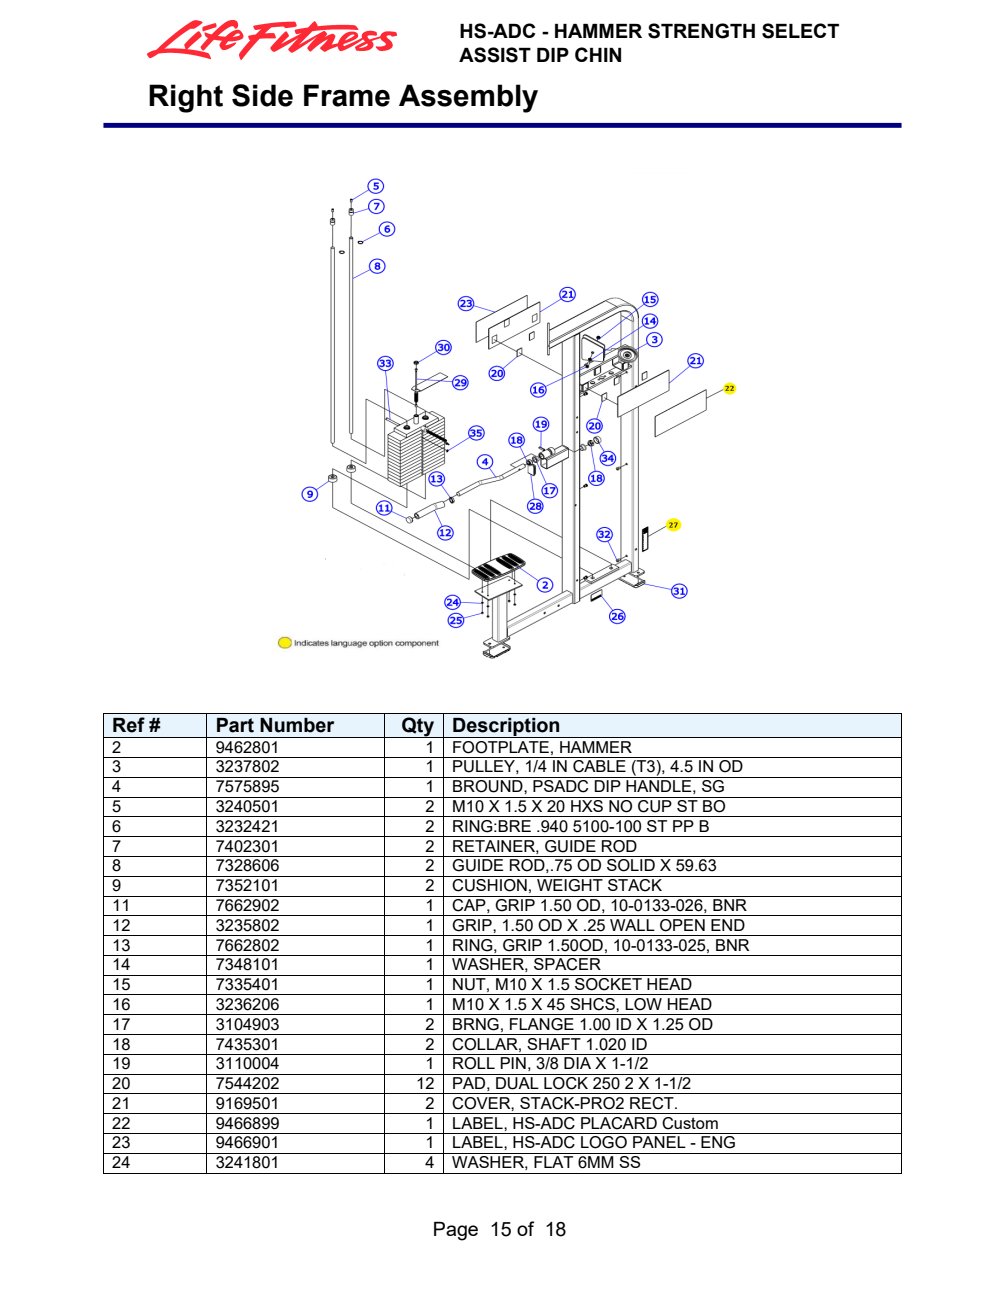 Life Fitness
HS-ADC - HAMMER STRENGTH SELECT
ASSIST DIP CHIN
Right Side Frame Assembly
5
7
6
8
23
21
15
14
3
30
33
29
20
16
21
22
20
19
35
18
4
34
13
17
18
9
28
11
12
27
32
2
31
24
25
26
Indicates language option component
Ref # Part Number Qty Description
2 9462801 1 FOOTPLATE, HAMMER
3 3237802 1 PULLEY, 1/4 IN CABLE (T3), 4.5 IN OD
4 7575895 1 BROUND, PSADC DIP HANDLE, SG
5 3240501 2 M10 X 1.5 X 20 HXS NO CUP ST BO
6 3232421 2 RING:BRE .940 5100-100 ST PP B
7 7402301 2 RETAINER, GUIDE ROD
8 7328606 2 GUIDE ROD,.75 OD SOLID X 59.63
9 7352101 2 CUSHION, WEIGHT STACK
11 7662902 1 CAP, GRIP 1.50 OD, 10-0133-026, BNR
12 3235802 1 GRIP, 1.50 OD X .25 WALL OPEN END
13 7662802 1 RING, GRIP 1.50OD, 10-0133-025, BNR
14 7348101 1 WASHER, SPACER
15 7335401 1 NUT, M10 X 1.5 SOCKET HEAD
16 3236206 1 M10 X 1.5 X 45 SHCS, LOW HEAD
17 3104903 2 BRNG, FLANGE 1.00 ID X 1.25 OD
18 7435301 2 COLLAR, SHAFT 1.020 ID
19 3110004 1 ROLL PIN, 3/8 DIA X 1-1/2
20 7544202 12 PAD, DUAL LOCK 250 2 X 1-1/2
21 9169501 2 COVER, STACK-PRO2 RECT.
22 9466899 1 LABEL, HS-ADC PLACARD Custom
23 9466901 1 LABEL, HS-ADC LOGO PANEL - ENG
24 3241801 4 WASHER, FLAT 6MM SS
Page 15 of 18